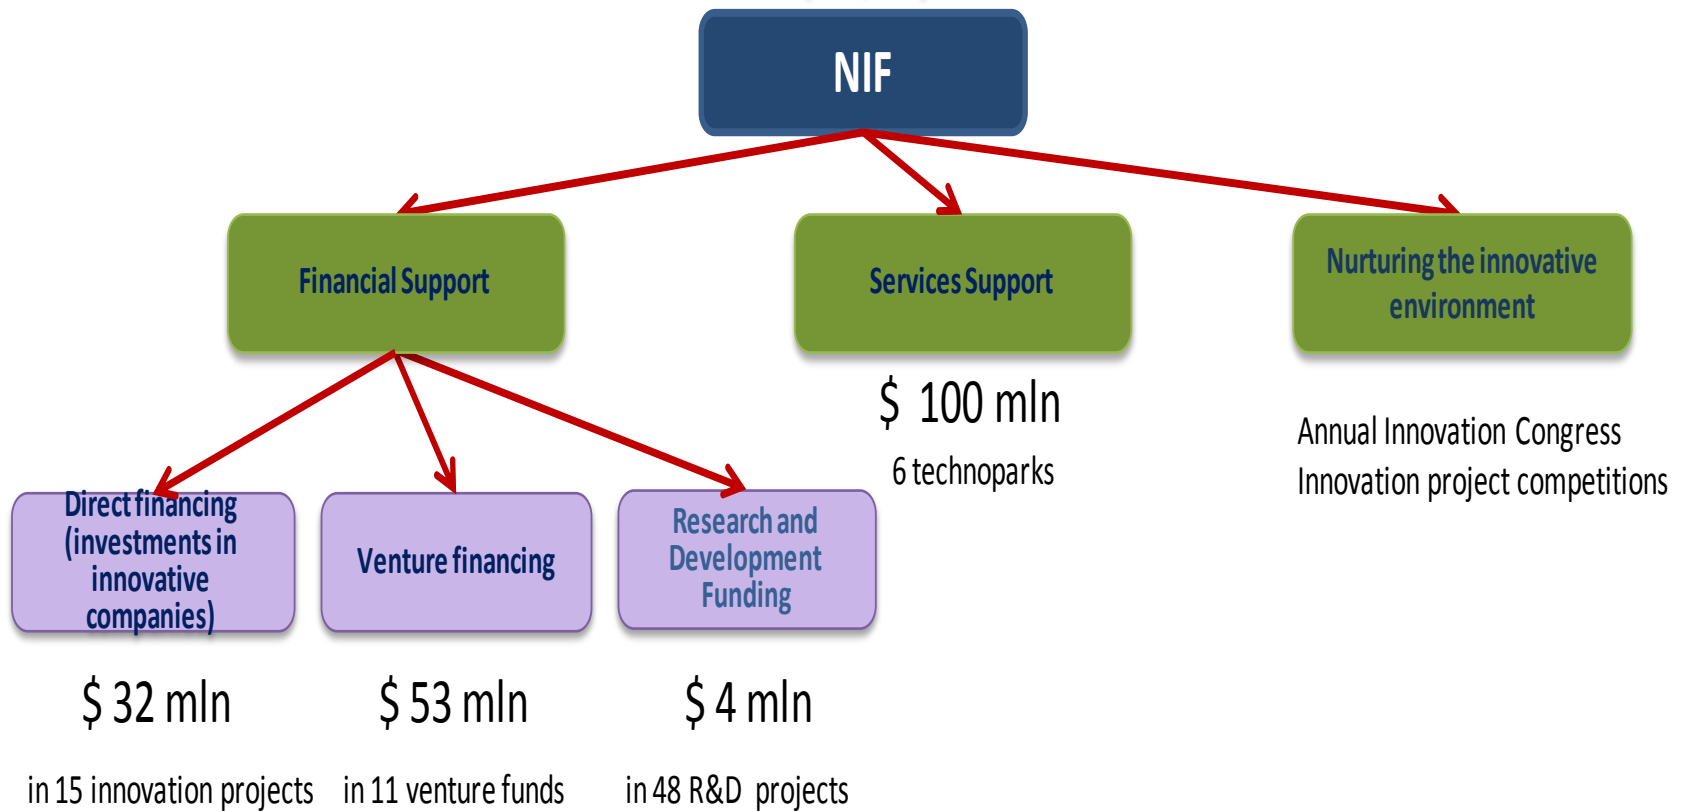 NIF
Financial Support
Services Support
Nurturing the innovative
environment
$ 100 mln
6 technoparks
Annual Innovation Congress
Innovation project competitions
Direct financing
(investments in
innovative
companies)
Venture financing
Research and
Development
Funding
$ 32 mln
$ 53 mln
$ 4 mln
in 15 innovation projects
in 11 venture funds
in 48 R&D projects